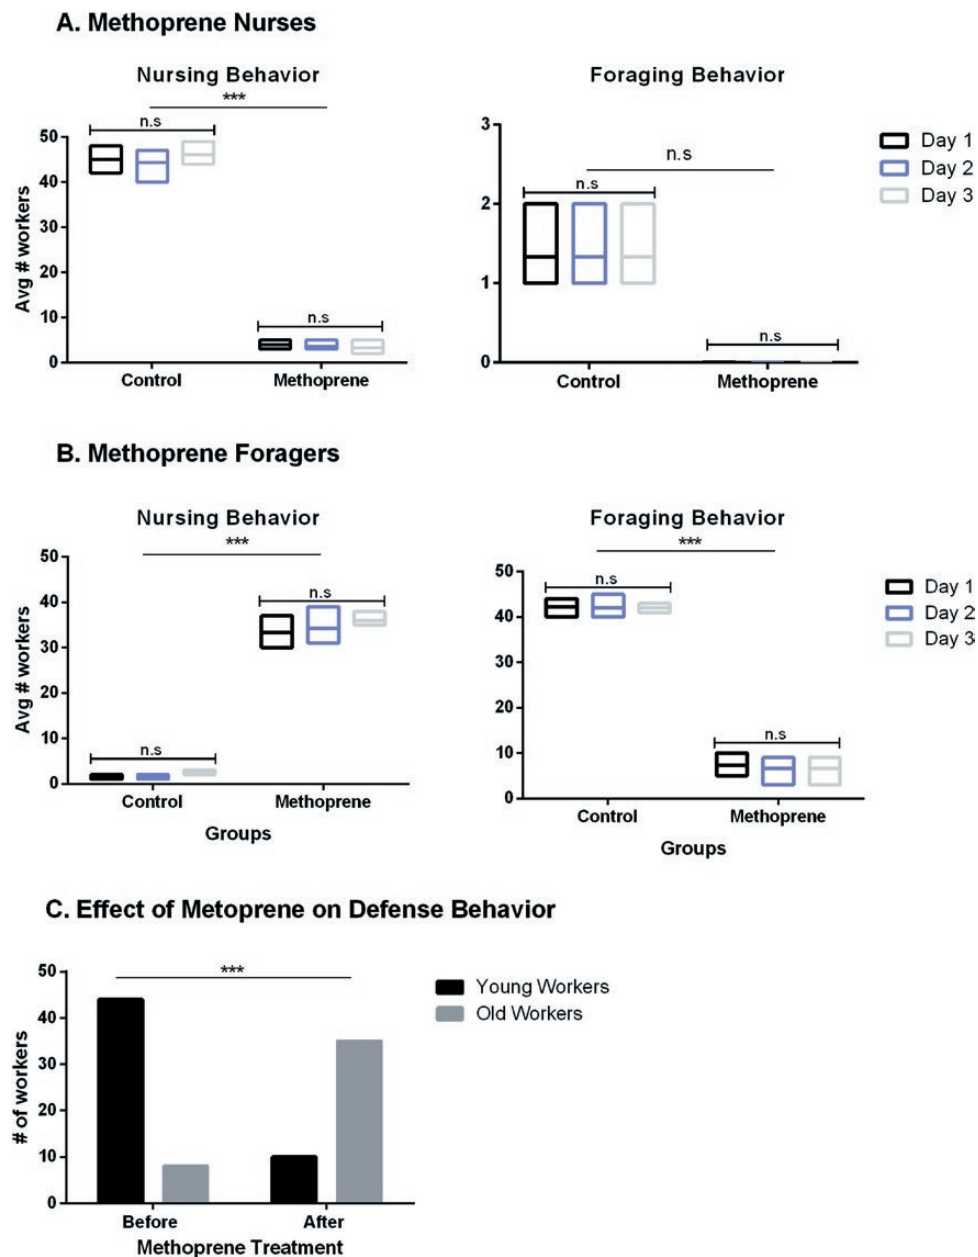 A. Methoprene Nurses
Nursing Behavior
***
n.s
50
40
30
20
10
0
Avg # workers
n.s
Control
Methoprene
Foraging Behavior
3
2
1
0
n.s
n.s
n.s
Control
Methoprene
Day 1
Day 2
Day 3
B. Methoprene Foragers
Nursing Behavior
***
50
40
30
20
10
0
Avg # workers
n.s
n.s
Control
Methoprene
Groups
Foraging Behavior
***
50
40
30
20
10
0
n.s
n.s
Control
Methoprene
Groups
Day 1
Day 2
Day 3
C. Effect of Metoprene on Defense Behavior
***
50
40
30
20
10
0
# of workers
Before
After
Methoprene Treatment
Young Workers
Old Workers